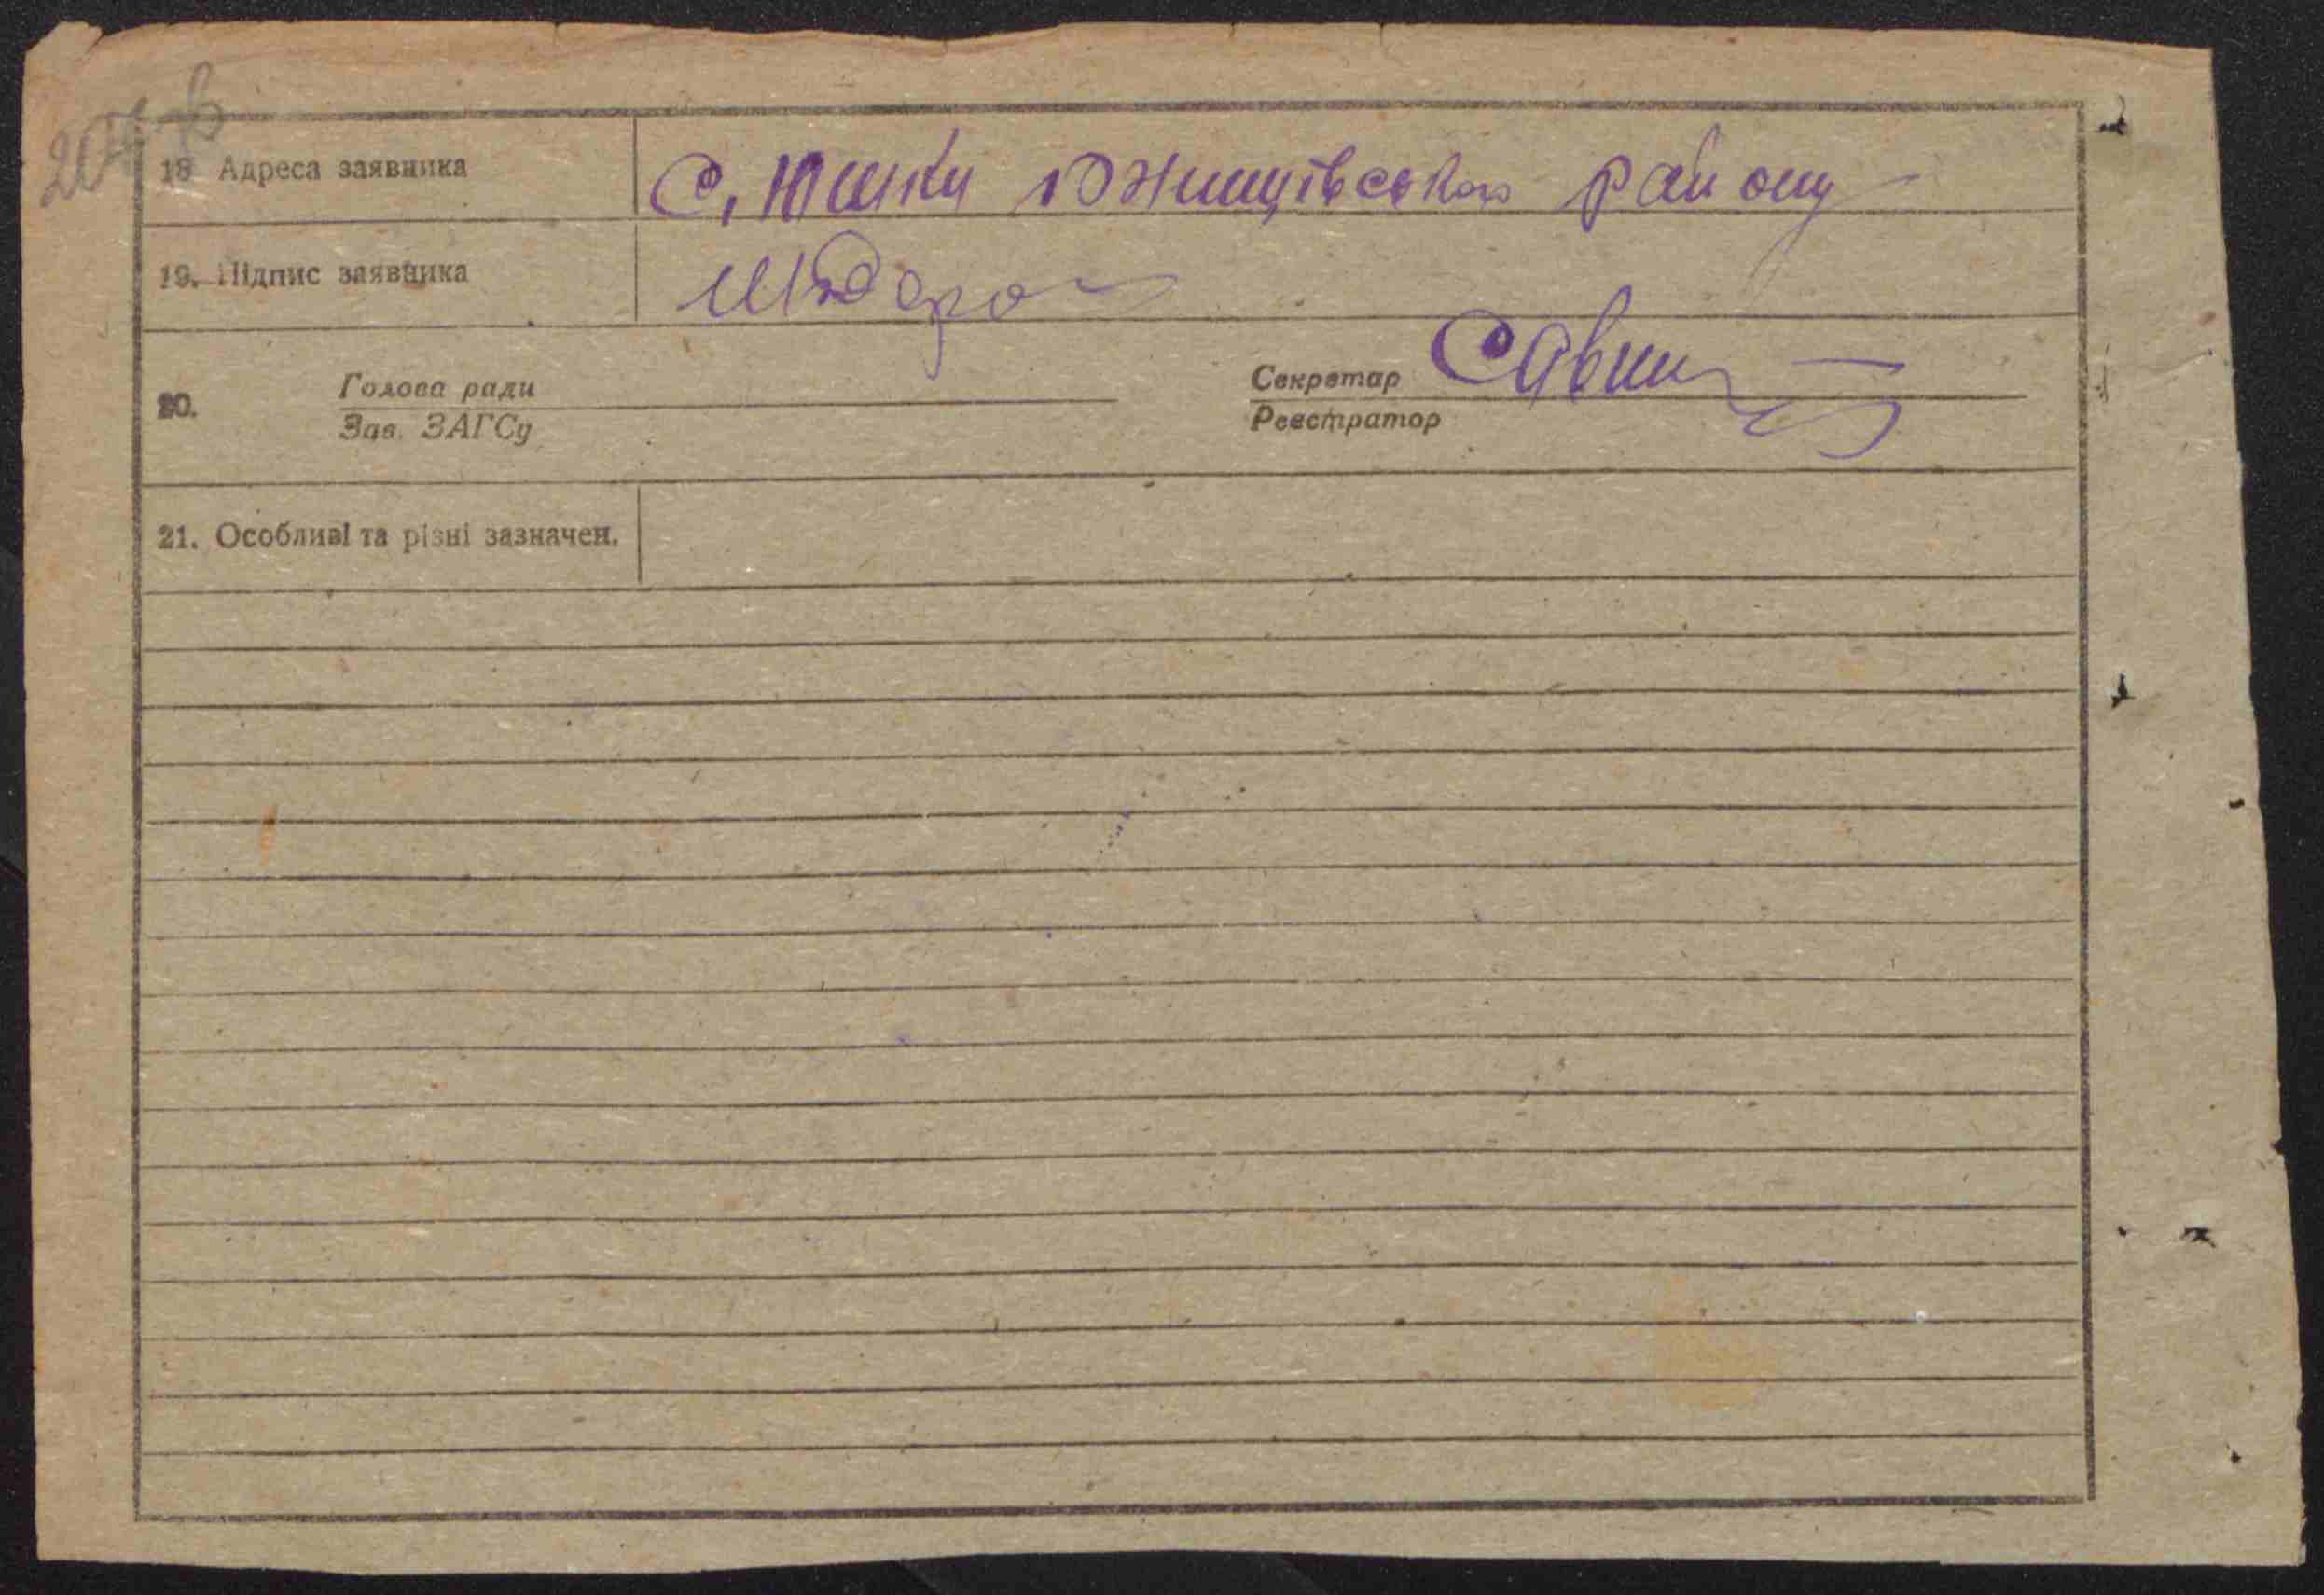 18 Адреса заявника С. Юшки Южинцівського району
19. Підпис заявника
20. Голова ради Секретар
Зав. ЗАГСу Реєстратор
21. Особливі та різні зазначен.